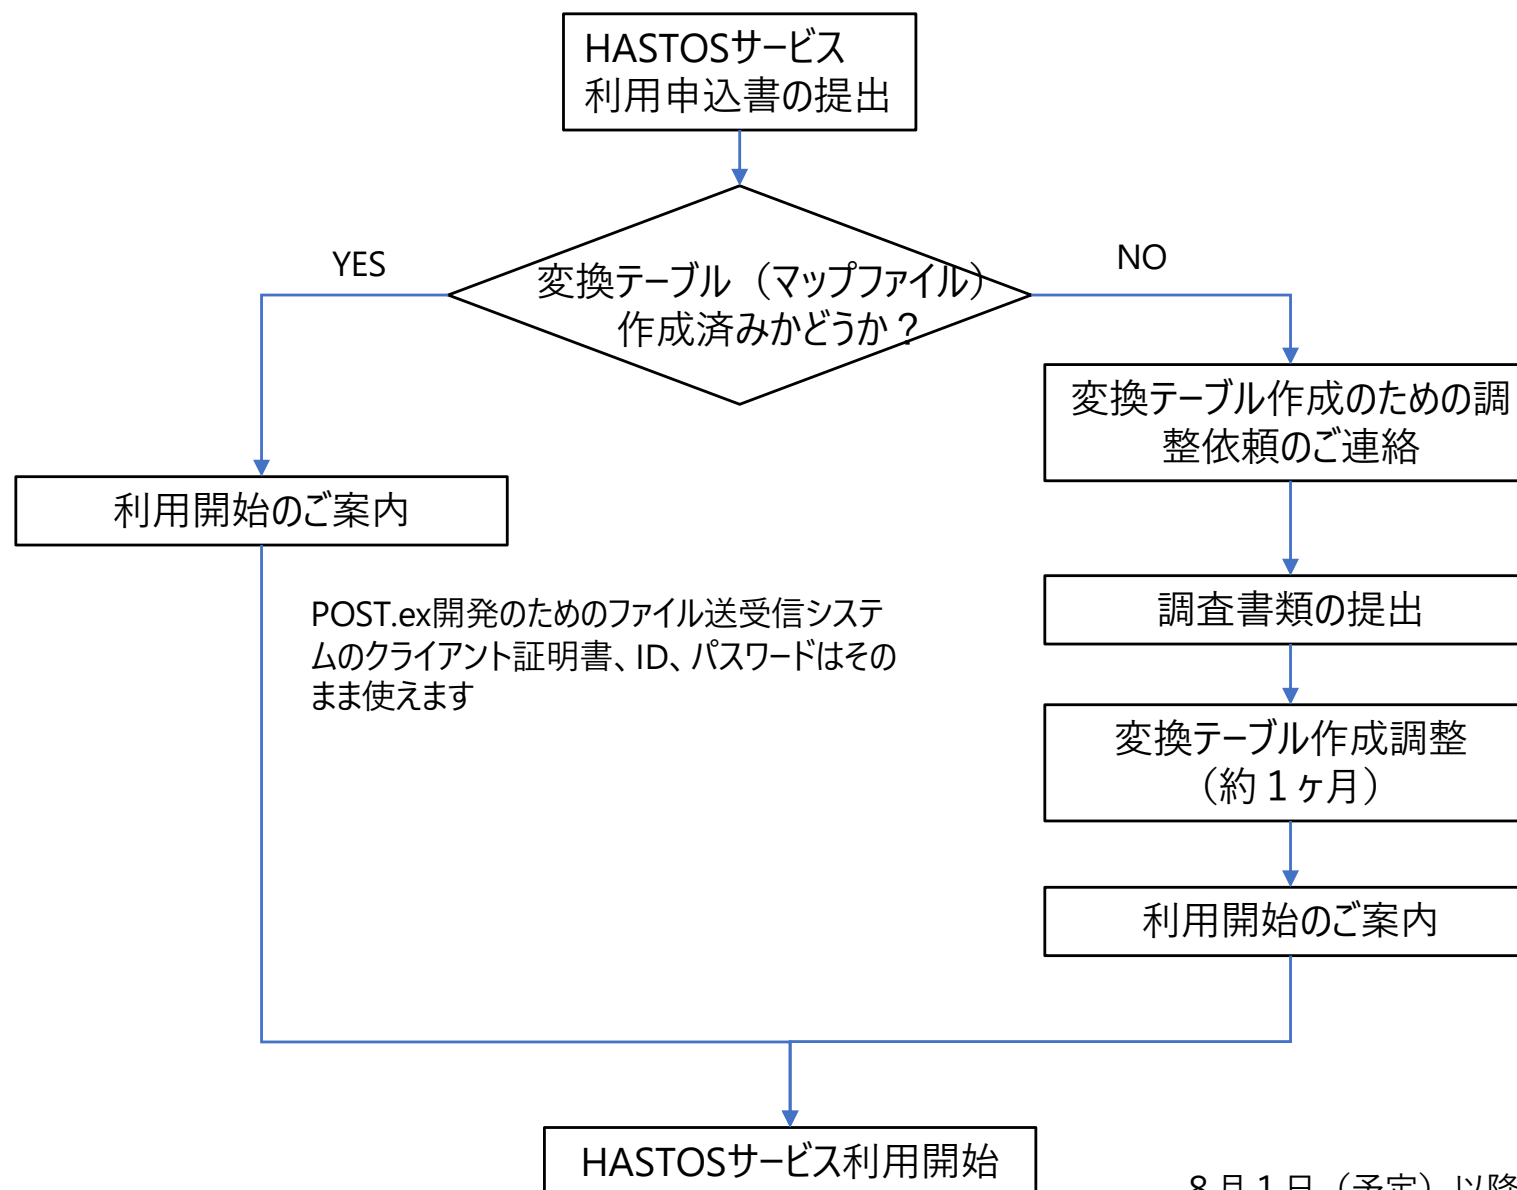 HASTOSサービス
利用申込書の提出
YES
NO
変換テーブル（マップファイル）
作成済みかどうか？
変換テーブル作成のための調
整依頼のご連絡
利用開始のご案内
POST.ex開発のためのファイル送受信システ
ムのクライアント証明書、ID、パスワードはその
まま使えます
調査書類の提出
変換テーブル作成調整
（約１ヶ月）
利用開始のご案内
HASTOSサービス利用開始
８月１日（予定）以降